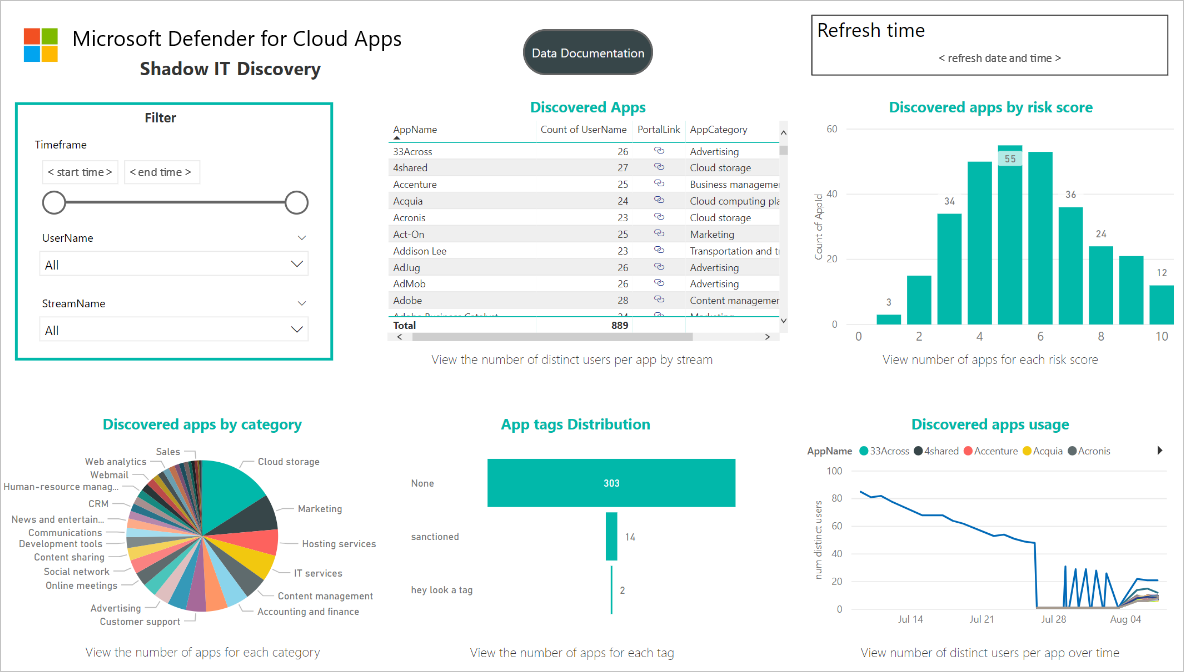 Microsoft Defender for Cloud Apps
Shadow IT Discovery
Data Documentation
Refresh time
< refresh date and time >
Filter
Timeframe
< start time >
< end time >
UserName
All
StreamName
All
Discovered Apps
AppName Count of UserName PortalLink AppCategory
33Across 26 Advertising
4shared 27 Cloud storage
Accenture 25 Business manageme
Acquia 24 Cloud computing pla
Acronis 23 Cloud storage
Act-On 25 Marketing
Addison Lee 23 Transportation and t
AdJug 26 Advertising
AdMob 26 Advertising
Adobe 28 Content managemer
Total 889
View the number of distinct users per app by stream
Discovered apps by risk score
Count of AppId
60
40
20
0
3
34
55
36
24
12
0 2 4 6 8 10
View number of apps for each risk score
Discovered apps by category
Sales
Web analytics
Webmail
Human-resource manag...
CRM
News and entertain...
Communications
Development tools
Content sharing
Social network
Online meetings
Advertising
Customer support
Cloud storage
Marketing
Hosting services
IT services
Content management
Accounting and finance
View the number of apps for each category
App tags Distribution
None 303
sanctioned 14
hey look a tag 2
View the number of apps for each tag
Discovered apps usage
AppName 33Across 4shared Accenture Acquia Acronis
num distinct users
100
80
60
40
20
0
Jul 14 Jul 21 Jul 28 Aug 04
View number of distinct users per app over time